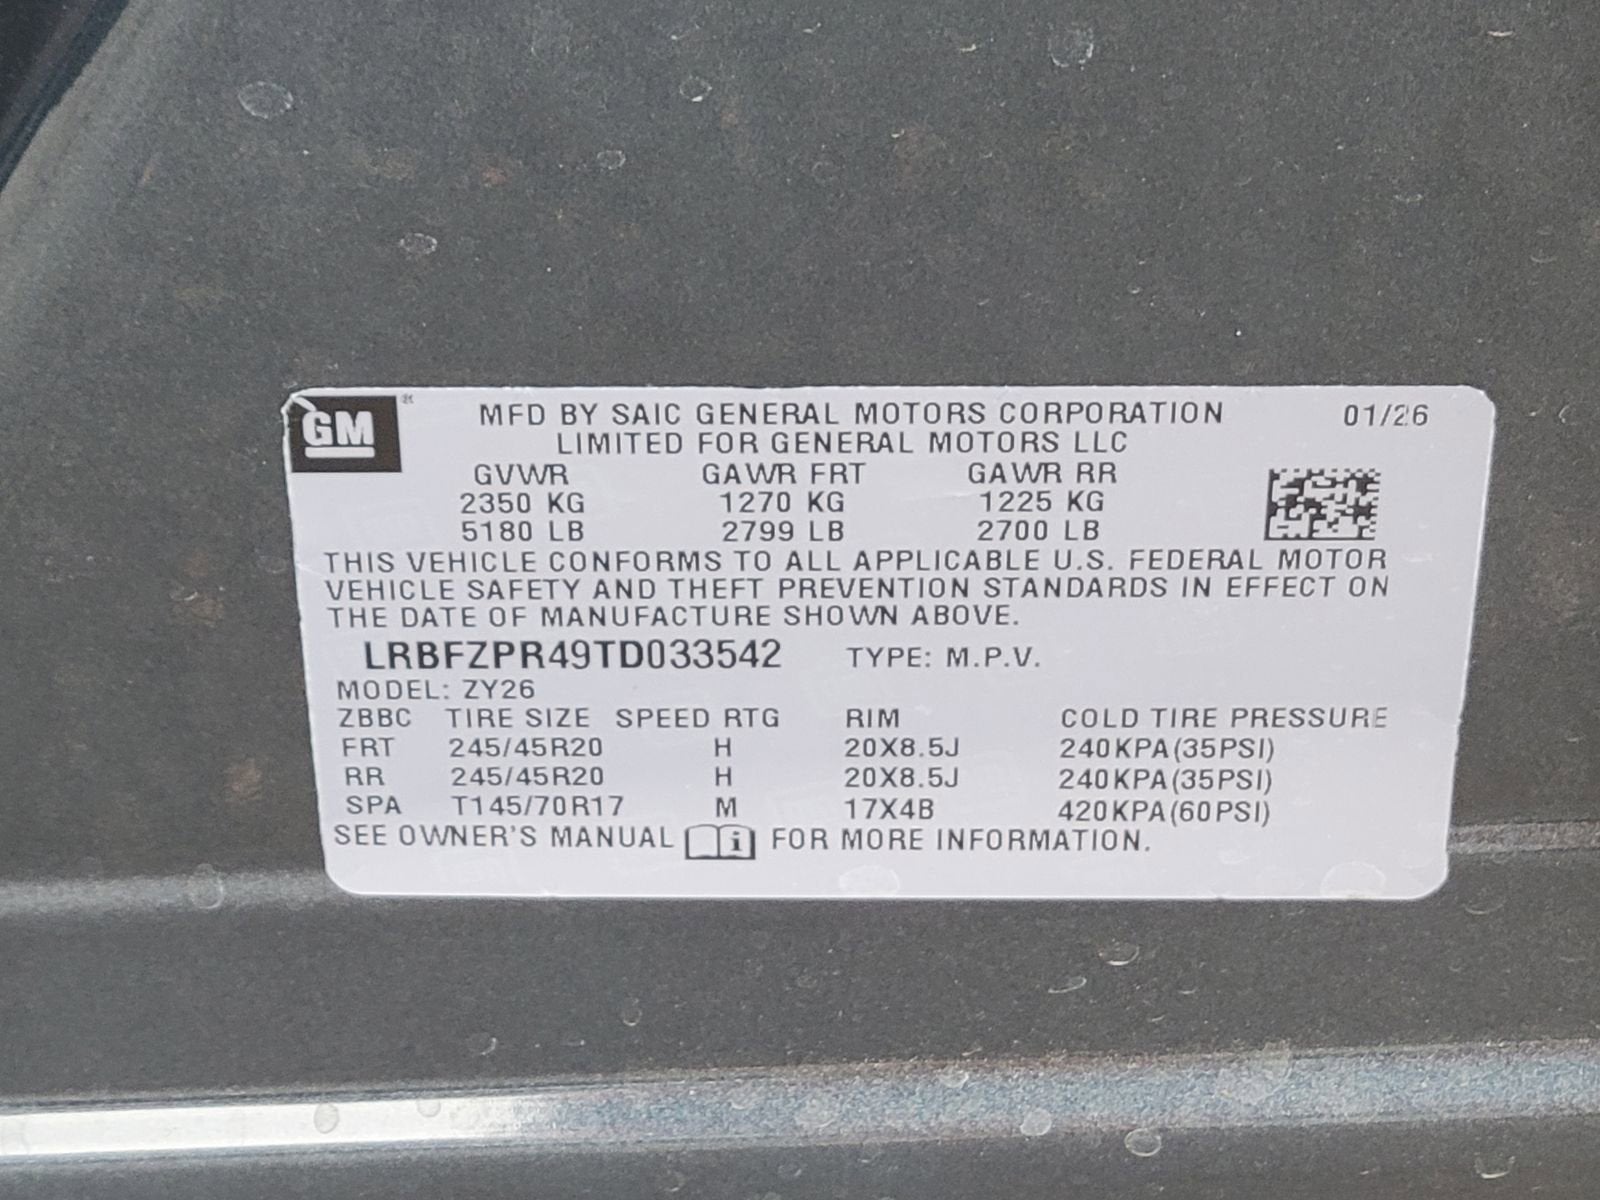 GM ®
MFD BY SAIC GENERAL MOTORS CORPORATION 01/26
LIMITED FOR GENERAL MOTORS LLC
GVWR GAWR FRT GAWR RR
2350 KG 1270 KG 1225 KG
5180 LB 2799 LB 2700 LB
THIS VEHICLE CONFORMS TO ALL APPLICABLE U.S. FEDERAL MOTOR
VEHICLE SAFETY AND THEFT PREVENTION STANDARDS IN EFFECT ON
THE DATE OF MANUFACTURE SHOWN ABOVE.
LRBFZPR49TD033542 TYPE: M.P.V.
MODEL: ZY26
ZBBC TIRE SIZE SPEED RTG RIM COLD TIRE PRESSURE
FRT 245/45R20 H 20X8.5J 240KPA(35PSI)
RR 245/45R20 H 20X8.5J 240KPA(35PSI)
SPA T145/70R17 M 17X4B 420KPA(60PSI)
SEE OWNER'S MANUAL i FOR MORE INFORMATION.